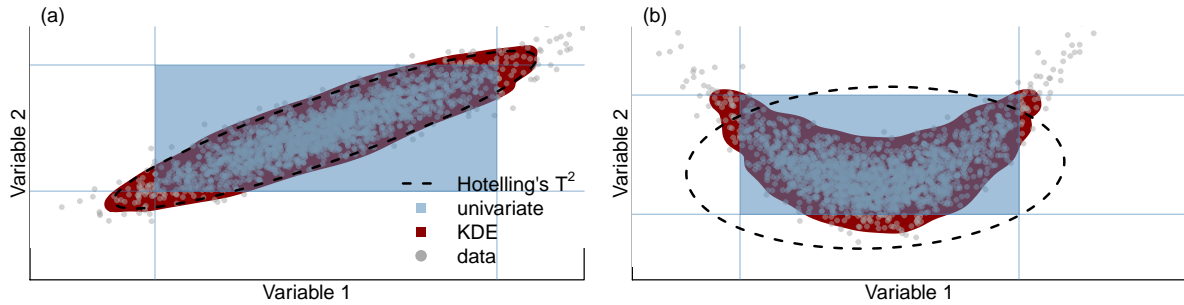 (a)
Variable 2
Hotelling's T²
univariate
KDE
data
Variable 1
(b)
Variable 2
Variable 1